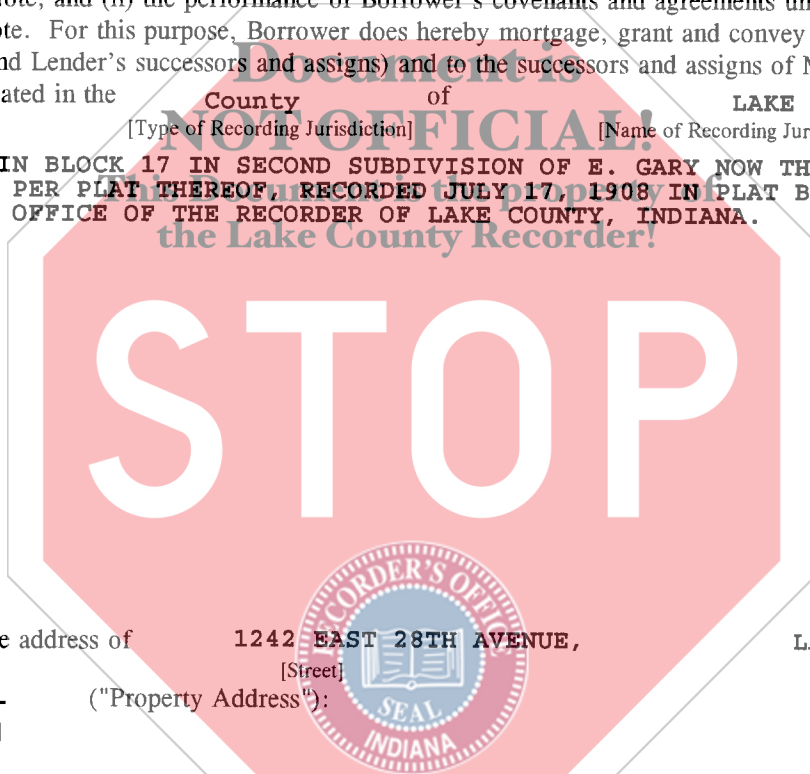 ote, and (ii) the performance of Borrower's covenants and agreements un
ote. For this purpose, Borrower does hereby mortgage, grant and convey
nd Lender's successors and assigns) and to the successors and assigns of
ated in the County of LAKE
[Type of Recording Jurisdiction] [Name of Recording Jur
IN BLOCK 17 IN SECOND SUBDIVISION OF E. GARY NOW TH
PER PLAT THEREOF, RECORDED JULY 17, 1908 IN PLAT B
OFFICE OF THE RECORDER OF LAKE COUNTY, INDIANA.
Document is
NOT OFFICIAL!
This Document is the property of
the Lake County Recorder!
STOP
e address of 1242 EAST 28TH AVENUE,
[Street]
("Property Address"):
RECORDER'S OFFICE
SEAL
INDIANA